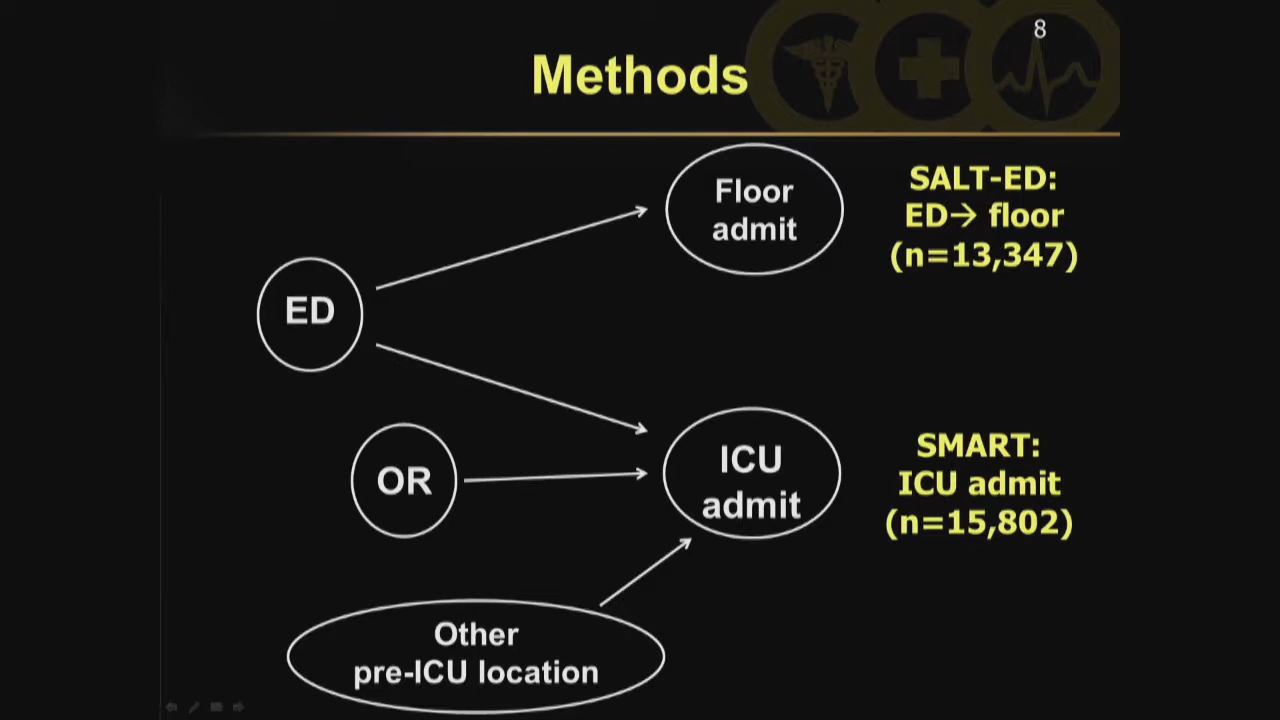 8
Methods
Floor
admit
SALT-ED:
ED→ floor
(n=13,347)
ED
OR
ICU
admit
SMART:
ICU admit
(n=15,802)
Other
pre-ICU location